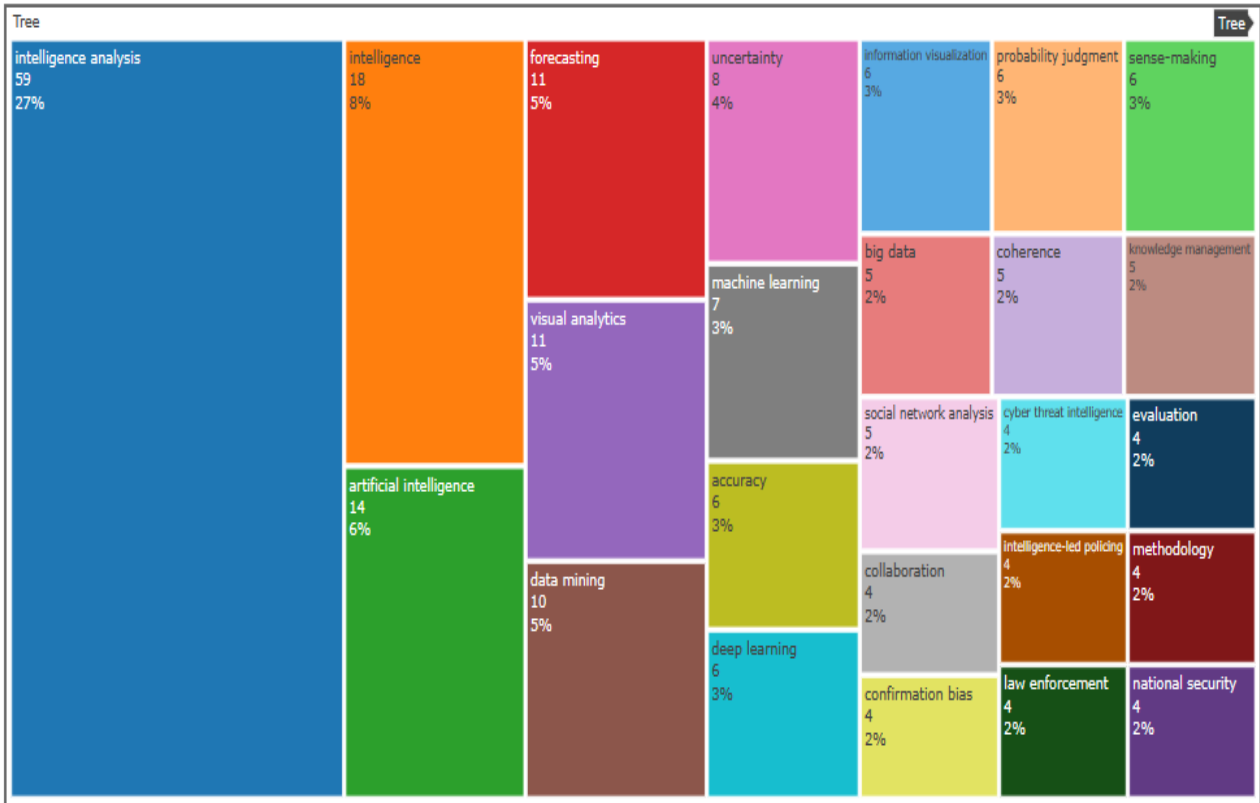 Tree
Tree
intelligence analysis
59
27%
intelligence
18
8%
artificial intelligence
14
6%
forecasting
11
5%
visual analytics
11
5%
data mining
10
5%
uncertainty
8
4%
machine learning
7
3%
accuracy
6
3%
deep learning
6
3%
information visualization
6
3%
probability judgment
6
3%
sense-making
6
3%
big data
5
2%
coherence
5
2%
knowledge management
5
2%
social network analysis
5
2%
collaboration
4
2%
confirmation bias
4
2%
cyber threat intelligence
4
2%
evaluation
4
2%
intelligence-led policing
4
2%
methodology
4
2%
law enforcement
4
2%
national security
4
2%